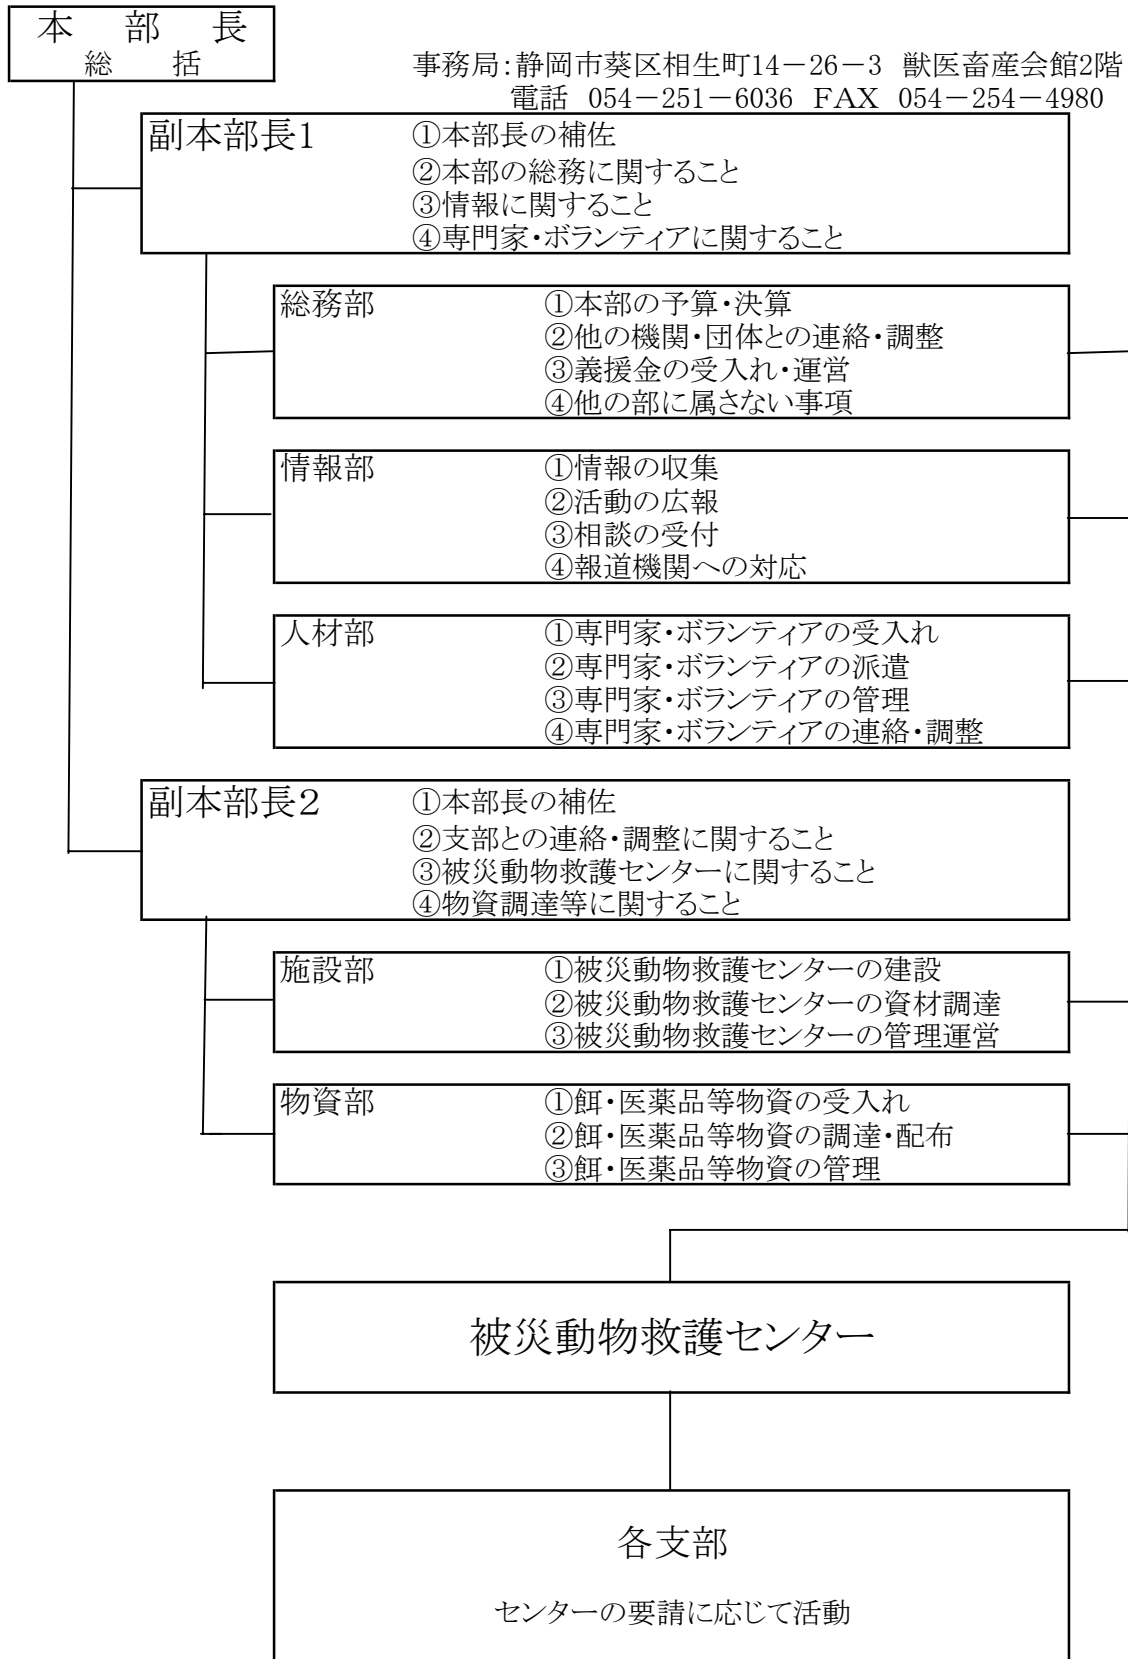 本　部　長
総　　括
事務局:静岡市葵区相生町14－26－3　獣医畜産会館2階
電話　054－251－6036　FAX　054－254－4980
副本部長1　①本部長の補佐
②本部の総務に関すること
③情報に関すること
④専門家・ボランティアに関すること
総務部　①本部の予算・決算
②他の機関・団体との連絡・調整
③義援金の受入れ・運営
④他の部に属さない事項
情報部　①情報の収集
②活動の広報
③相談の受付
④報道機関への対応
人材部　①専門家・ボランティアの受入れ
②専門家・ボランティアの派遣
③専門家・ボランティアの管理
④専門家・ボランティアの連絡・調整
副本部長2　①本部長の補佐
②支部との連絡・調整に関すること
③被災動物救護センターに関すること
④物資調達等に関すること
施設部　①被災動物救護センターの建設
②被災動物救護センターの資材調達
③被災動物救護センターの管理運営
物資部　①餌・医薬品等物資の受入れ
②餌・医薬品等物資の調達・配布
③餌・医薬品等物資の管理
被災動物救護センター
各支部
センターの要請に応じて活動